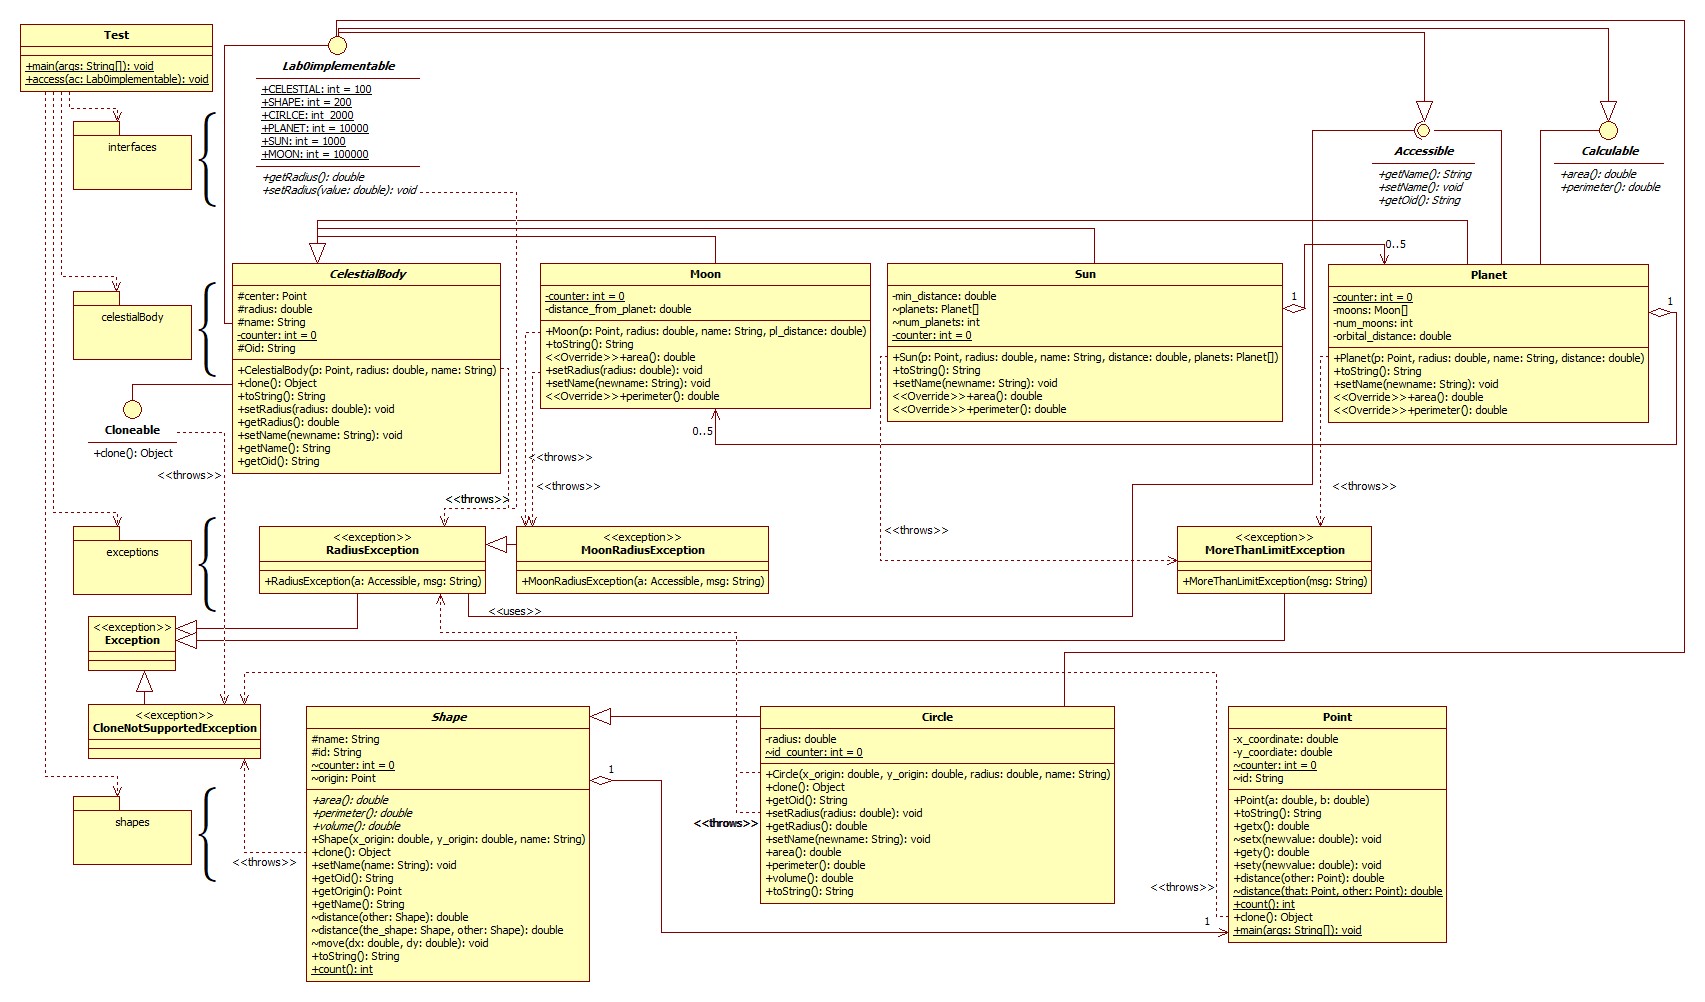 Test
+main(args: String[]): void
+access(ac: Lab0implementable): void
interfaces
Lab0implementable
+CELESTIAL: int = 100
+SHAPE: int = 200
+CIRLCE: int 2000
+PLANET: int = 10000
+SUN: int = 1000
+MOON: int = 100000
+getRadius(): double
+setRadius(value: double): void
Accessible
+getName(): String
+setName(): void
+getOid(): String
Calculable
+area(): double
+perimeter(): double
celestialBody
CelestialBody
#center: Point
#radius: double
#name: String
-counter: int = 0
#Oid: String
+CelestialBody(p: Point, radius: double, name: String)
+clone(): Object
+toString(): String
+setRadius(radius: double): void
+getRadius(): double
+setName(newname: String): void
+getName(): String
+getOid(): String
Moon
-counter: int = 0
-distance_from_planet: double
+Moon(p: Point, radius: double, name: String, pl_distance: double)
+toString(): String
<<Override>>+area(): double
+setRadius(radius: double): void
+setName(newname: String): void
<<Override>>+perimeter(): double
Sun
-min_distance: double
~planets: Planet[]
~num_planets: int
-counter: int = 0
+Sun(p: Point, radius: double, name: String, distance: double, planets: Planet[])
+toString(): String
+setName(newname: String): void
<<Override>>+area(): double
<<Override>>+perimeter(): double
1
0..5
Planet
-counter: int = 0
-moons: Moon[]
-num_moons: int
-orbital_distance: double
+Planet(p: Point, radius: double, name: String, distance: double)
+toString(): String
+setName(newname: String): void
<<Override>>+area(): double
<<Override>>+perimeter(): double
1
0..5
Cloneable
+clone(): Object
<<throws>>
<<throws>>
<<throws>>
<<throws>>
<<throws>>
<<throws>>
exceptions
<<exception>>
RadiusException
+RadiusException(a: Accessible, msg: String)
<<exception>>
MoonRadiusException
+MoonRadiusException(a: Accessible, msg: String)
<<exception>>
MoreThanLimitException
+MoreThanLimitException(msg: String)
<<uses>>
<<exception>>
Exception
<<exception>>
CloneNotSupportedException
shapes
<<throws>>
Shape
#name: String
#id: String
~counter: int = 0
~origin: Point
+area(): double
+perimeter(): double
+volume(): double
+Shape(x_origin: double, y_origin: double, name: String)
+clone(): Object
+setName(name: String): void
+getOid(): String
+getOrigin(): Point
+getName(): String
~distance(other: Shape): double
~distance(the_shape: Shape, other: Shape): double
~move(dx: double, dy: double): void
+toString(): String
+count(): int
1
<<throws>>
Circle
-radius: double
~id_counter: int = 0
+Circle(x_origin: double, y_origin: double, radius: double, name: String)
+clone(): Object
+getOid(): String
+setRadius(radius: double): void
+getRadius(): double
+setName(newname: String): void
+area(): double
+perimeter(): double
+volume(): double
+toString(): String
<<throws>>
1
Point
-x_coordinate: double
-y_coordiate: double
~counter: int = 0
~id: String
+Point(a: double, b: double)
+toString(): String
+getx(): double
~setx(newvalue: double): void
+gety(): double
+sety(newvalue: double): void
+distance(other: Point): double
~distance(that: Point, other: Point): double
+count(): int
+clone(): Object
+main(args: String[]): void